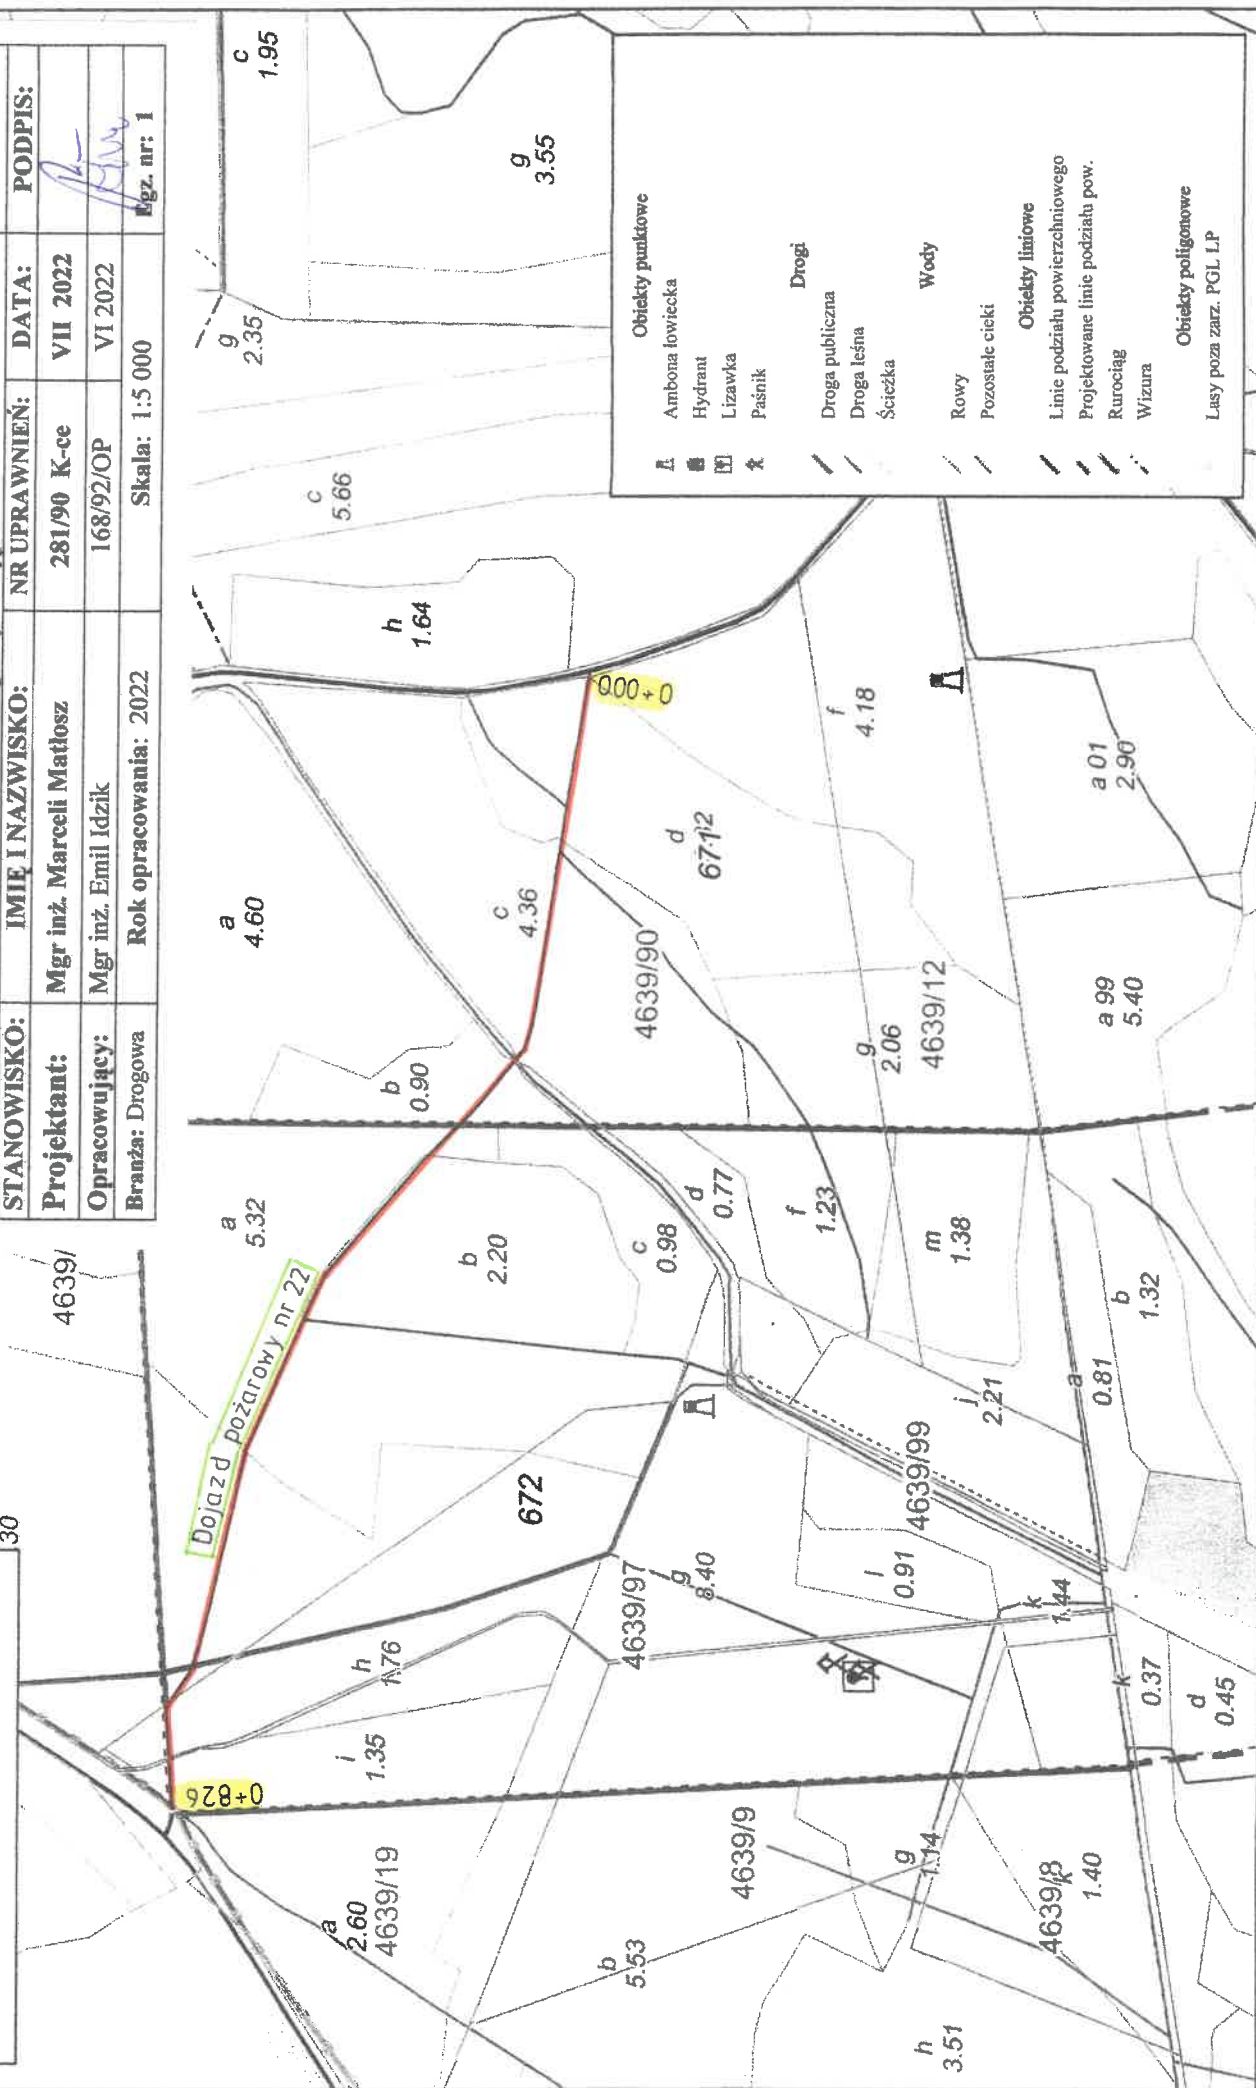 STANOWISKO: IMIĘ I NAZWISKO: NR UPRAWNIEŃ: DATA: PODPIS:
Projektant: Mgr inż. Marceli Matłosz 281/90 K-ce VII 2022
Opracowujący: Mgr inż. Emil Idzik 168/92/OP VI 2022
Branża: Drogowa Rok opracowania: 2022 Skala: 1:5 000 Egz. nr: 1
30
4639/
Dojazd pożarowy nr 22
0+826
0+000
a
5.32
a
4.60
b
0.90
c
4.36
c
5.66
h
1.64
g
2.35
c
1.95
g
3.55
b
2.20
c
0.98
d
0.77
f
1.23
d
671
4639/90
f
4.18
g
2.06
4639/12
a 01
2.90
a 99
5.40
m
1.38
b
1.32
a
0.81
j
2.21
4639/99
672
h
1.76
i
1.35
4639/97
g
8.40
l
0.91
k
1.44
k
0.37
d
0.45
a
2.60
4639/19
b
5.53
4639/9
g
1.14
4639/8
k
1.40
h
3.51
Obiekty punktowe
Ambona łowiecka
Hydrant
Lizawka
Paśnik
Drogi
Droga publiczna
Droga leśna
Ścieżka
Wody
Rowy
Pozostałe cieki
Obiekty liniowe
Linie podziału powierzchniowego
Projektowane linie podziału pow.
Rurociąg
Wizura
Obiekty poligonowe
Lasy poza zarz. PGL LP